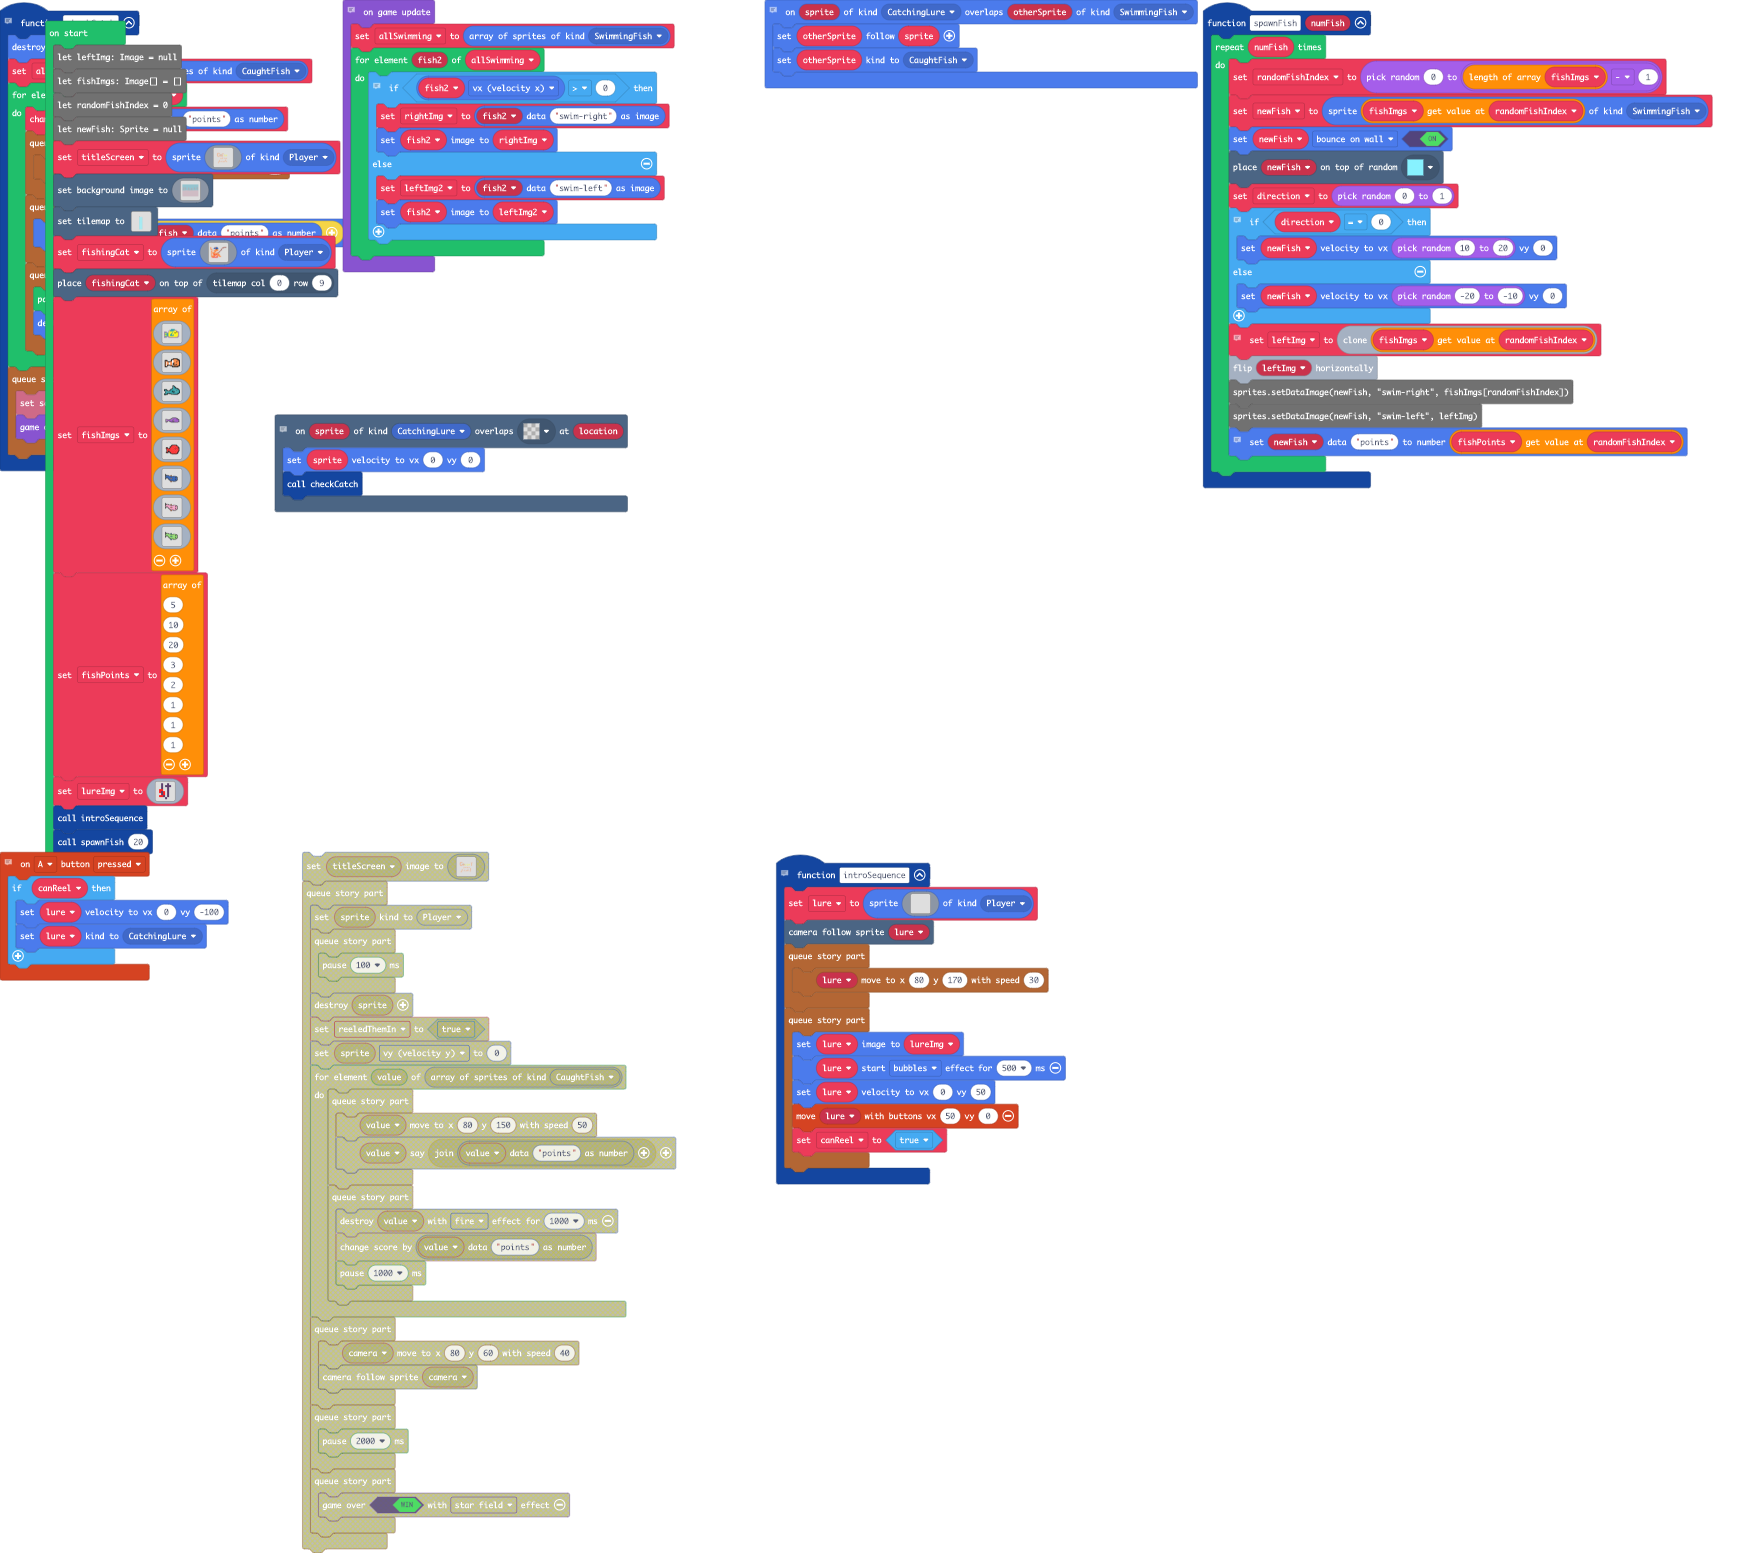 func
destroy
set al
es of kind CaughtFish
for ele
do
cha
"points" as number
que
que
fish data "points" as number
que
pa
de
queue s
set s
game o
on start
let leftImg: Image = null
let fishImgs: Image[] = []
let randomFishIndex = 0
let newFish: Sprite = null
set titleScreen to sprite of kind Player
set background image to
set tilemap to
set fishingCat to sprite of kind Player
place fishingCat on top of tilemap col 0 row 9
set fishImgs to array of
set fishPoints to array of
5
10
20
3
2
1
1
1
set lureImg to
call introSequence
call spawnFish 20
on game update
set allSwimming to array of sprites of kind SwimmingFish
for element fish2 of allSwimming
do
if fish2 vx (velocity x) > 0 then
set rightImg to fish2 data "swim-right" as image
set fish2 image to rightImg
else
set leftImg2 to fish2 data "swim-left" as image
set fish2 image to leftImg2
on sprite of kind CatchingLure overlaps at location
set sprite velocity to vx 0 vy 0
call checkCatch
on sprite of kind CatchingLure overlaps otherSprite of kind SwimmingFish
set otherSprite follow sprite
set otherSprite kind to CaughtFish
function spawnFish numFish
repeat numFish times
do
set randomFishIndex to pick random 0 to length of array fishImgs - 1
set newFish to sprite fishImgs get value at randomFishIndex of kind SwimmingFish
set newFish bounce on wall ON
place newFish on top of random
set direction to pick random 0 to 1
if direction = 0 then
set newFish velocity to vx pick random 10 to 20 vy 0
else
set newFish velocity to vx pick random -20 to -10 vy 0
set leftImg to clone fishImgs get value at randomFishIndex
flip leftImg horizontally
sprites.setDataImage(newFish, "swim-right", fishImgs[randomFishIndex])
sprites.setDataImage(newFish, "swim-left", leftImg)
set newFish data "points" to number fishPoints get value at randomFishIndex
on A button pressed
if canReel then
set lure velocity to vx 0 vy -100
set lure kind to CatchingLure
set titleScreen image to
queue story part
set sprite kind to Player
queue story part
pause 100 ms
destroy sprite
set reeledThemIn to true
set sprite vy (velocity y) to 0
for element value of array of sprites of kind CaughtFish
do
queue story part
value move to x 80 y 150 with speed 50
value say join value data "points" as number
queue story part
destroy value with fire effect for 1000 ms
change score by value data "points" as number
pause 1000 ms
queue story part
camera move to x 80 y 60 with speed 40
camera follow sprite camera
queue story part
pause 2000 ms
queue story part
game over WIN with star field effect
function introSequence
set lure to sprite of kind Player
camera follow sprite lure
queue story part
lure move to x 80 y 170 with speed 30
queue story part
set lure image to lureImg
lure start bubbles effect for 500 ms
set lure velocity to vx 0 vy 50
move lure with buttons vx 50 vy 0
set canReel to true